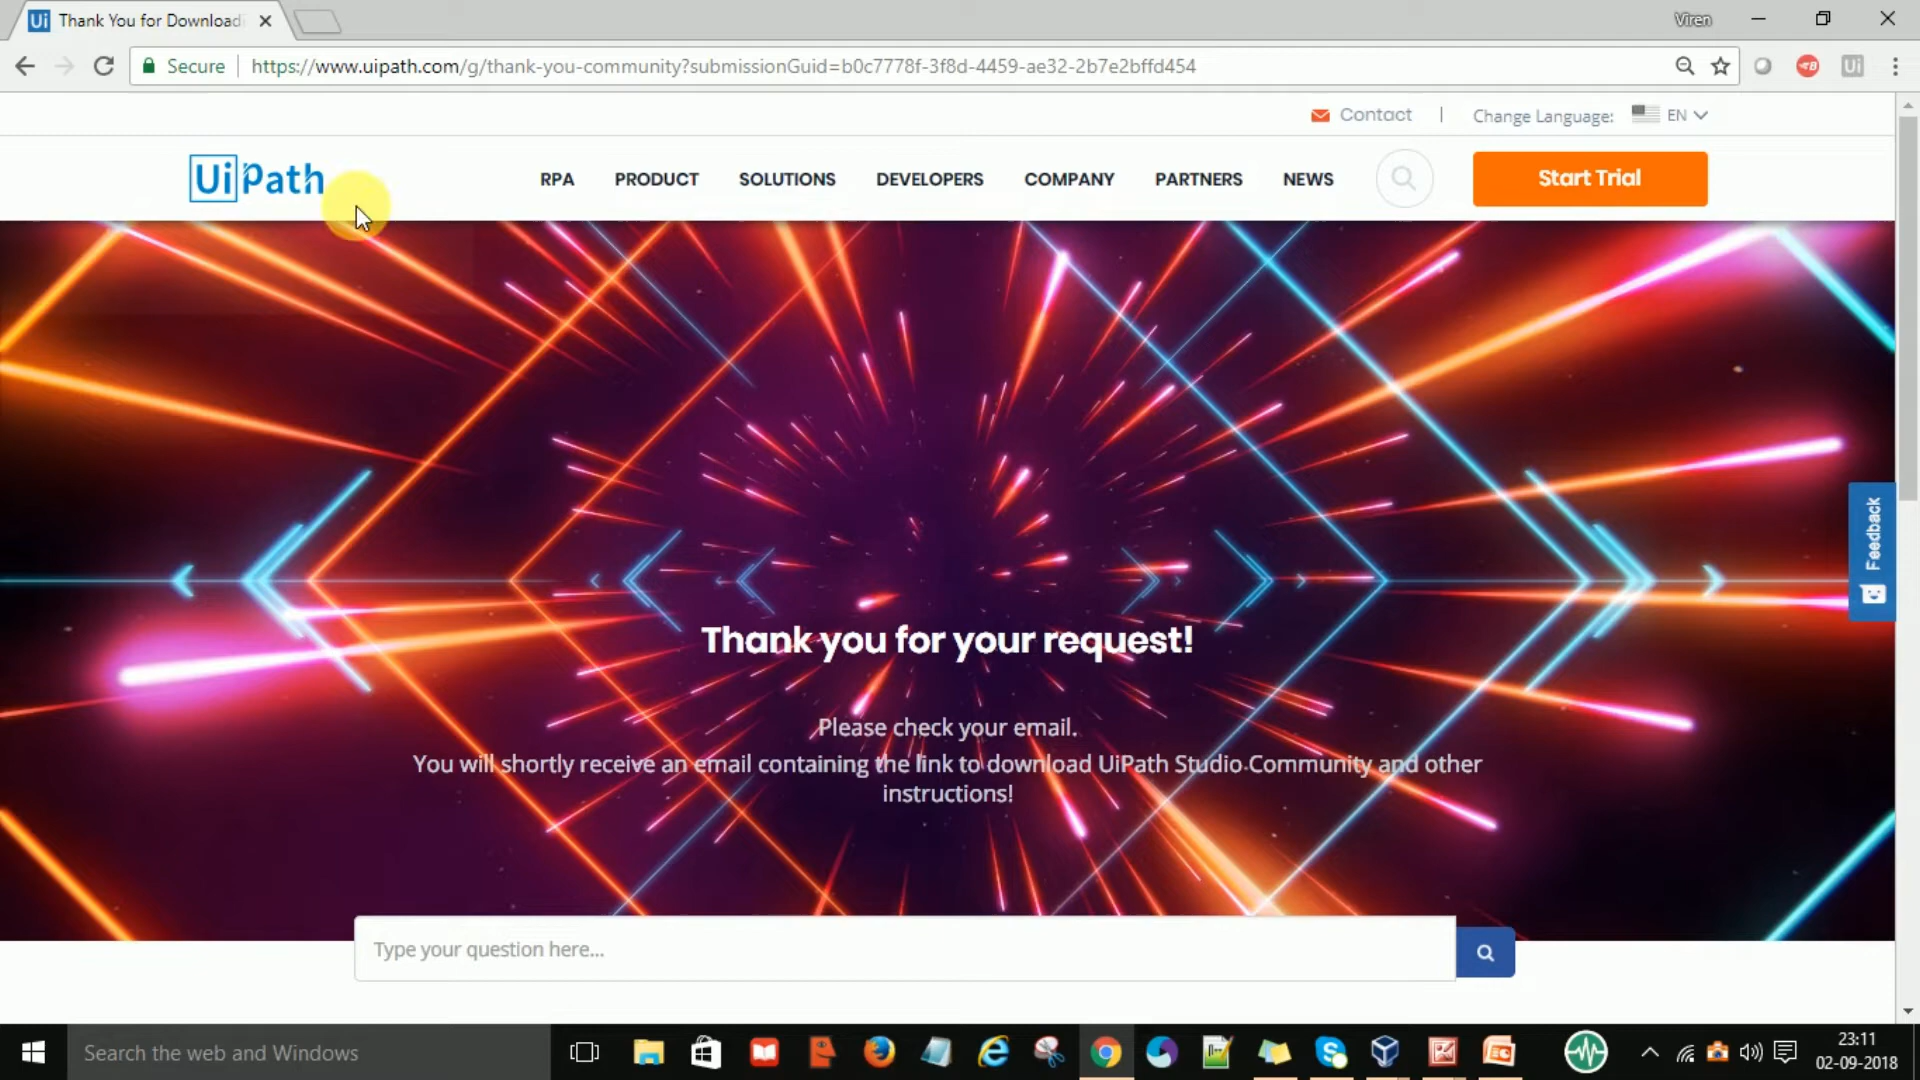 Ui Thank You for Downloadi
Viren
Secure
https://www.uipath.com/g/thank-you-community?submissionGuid=b0c7778f-3f8d-4459-ae32-2b7e2bffd454
Ui
Contact | Change Language: EN
UiPath
RPA PRODUCT SOLUTIONS DEVELOPERS COMPANY PARTNERS NEWS
Start Trial
Feedback
Thank you for your request!
Please check your email.
You will shortly receive an email containing the link to download UiPath Studio Community and other
instructions!
Type your question here...
Search the web and Windows
23:11
02-09-2018